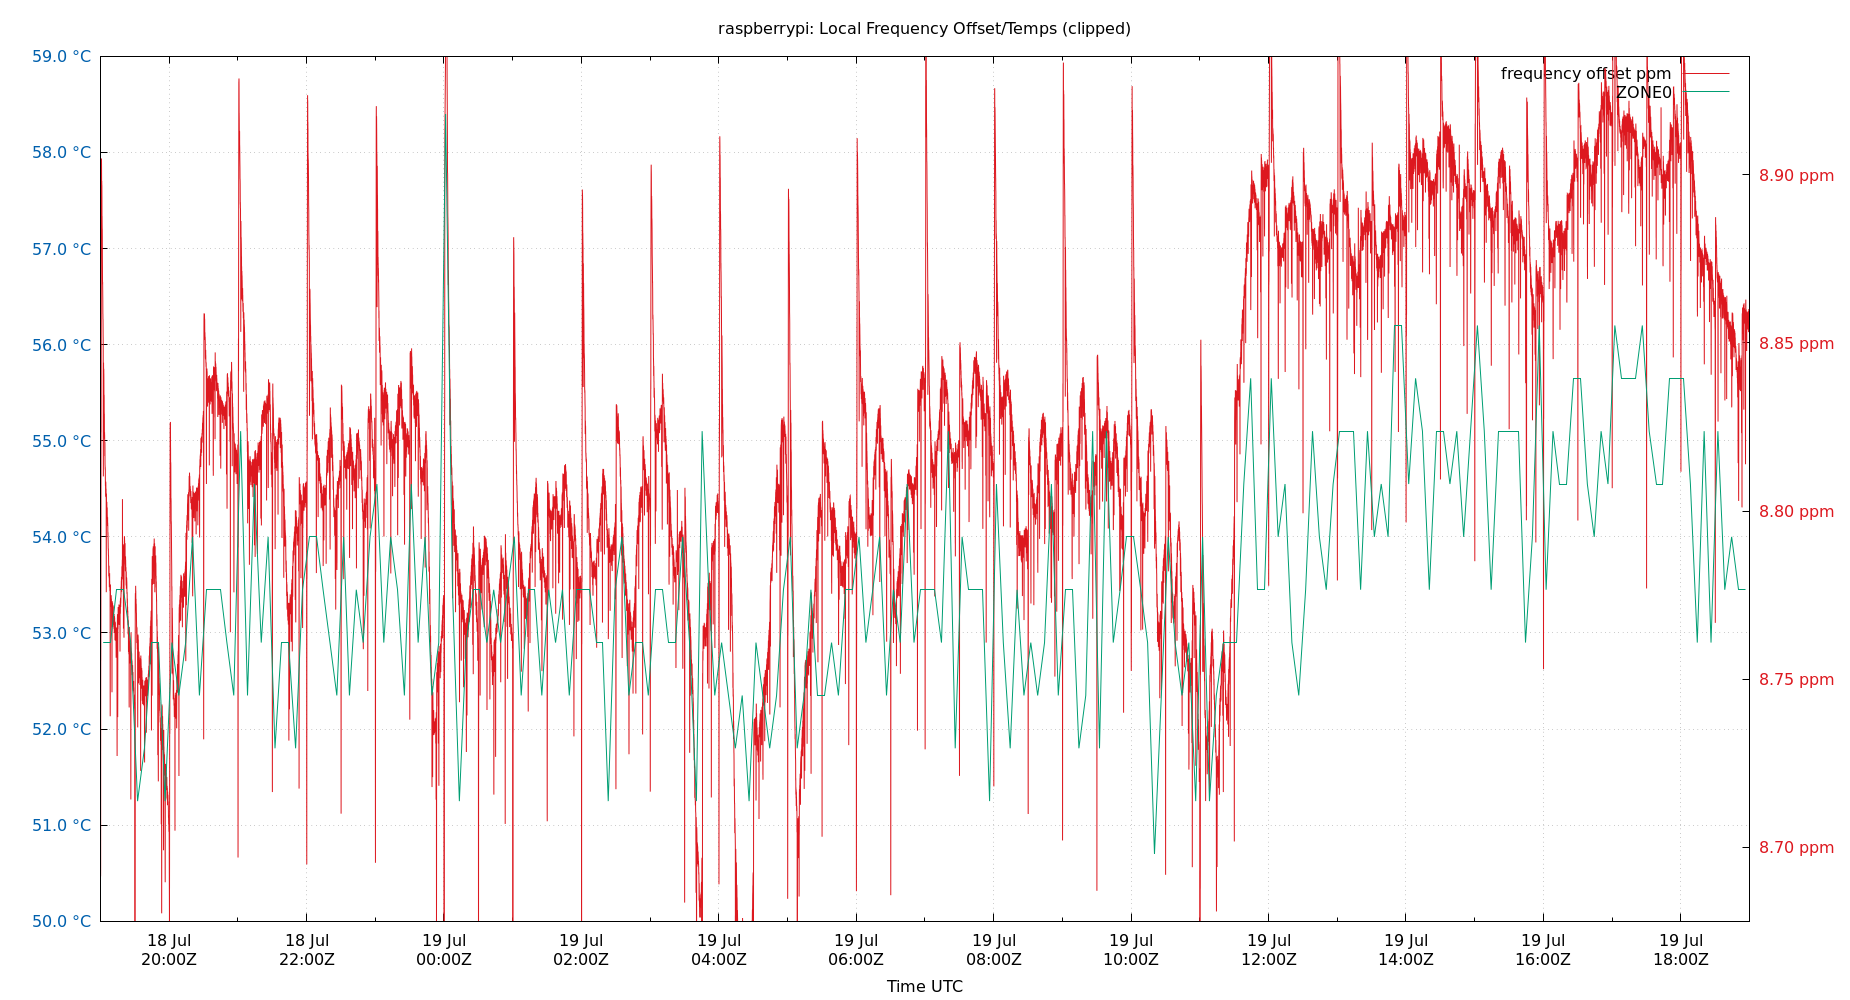 raspberrypi: Local Frequency Offset/Temps (clipped)
frequency offset ppm
ZONE0
59.0 °C
58.0 °C
57.0 °C
56.0 °C
55.0 °C
54.0 °C
53.0 °C
52.0 °C
51.0 °C
50.0 °C
8.90 ppm
8.85 ppm
8.80 ppm
8.75 ppm
8.70 ppm
18 Jul 18 Jul 19 Jul 19 Jul 19 Jul 19 Jul 19 Jul 19 Jul 19 Jul 19 Jul 19 Jul 19 Jul
20:00Z 22:00Z 00:00Z 02:00Z 04:00Z 06:00Z 08:00Z 10:00Z 12:00Z 14:00Z 16:00Z 18:00Z
Time UTC